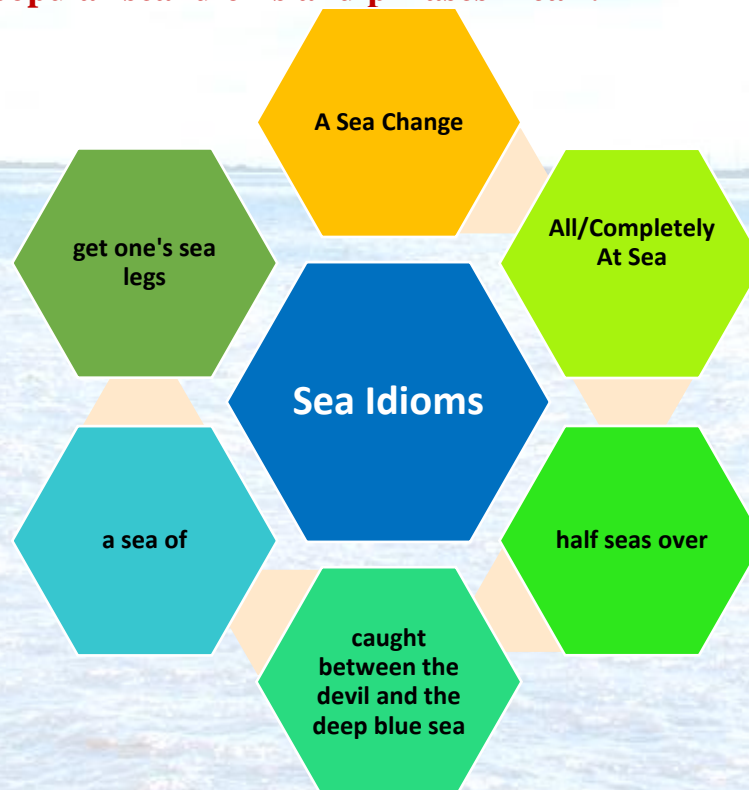 A Sea Change
All/Completely
At Sea
half seas over
caught
between the
devil and the
deep blue sea
a sea of
get one's sea
legs
Sea Idioms